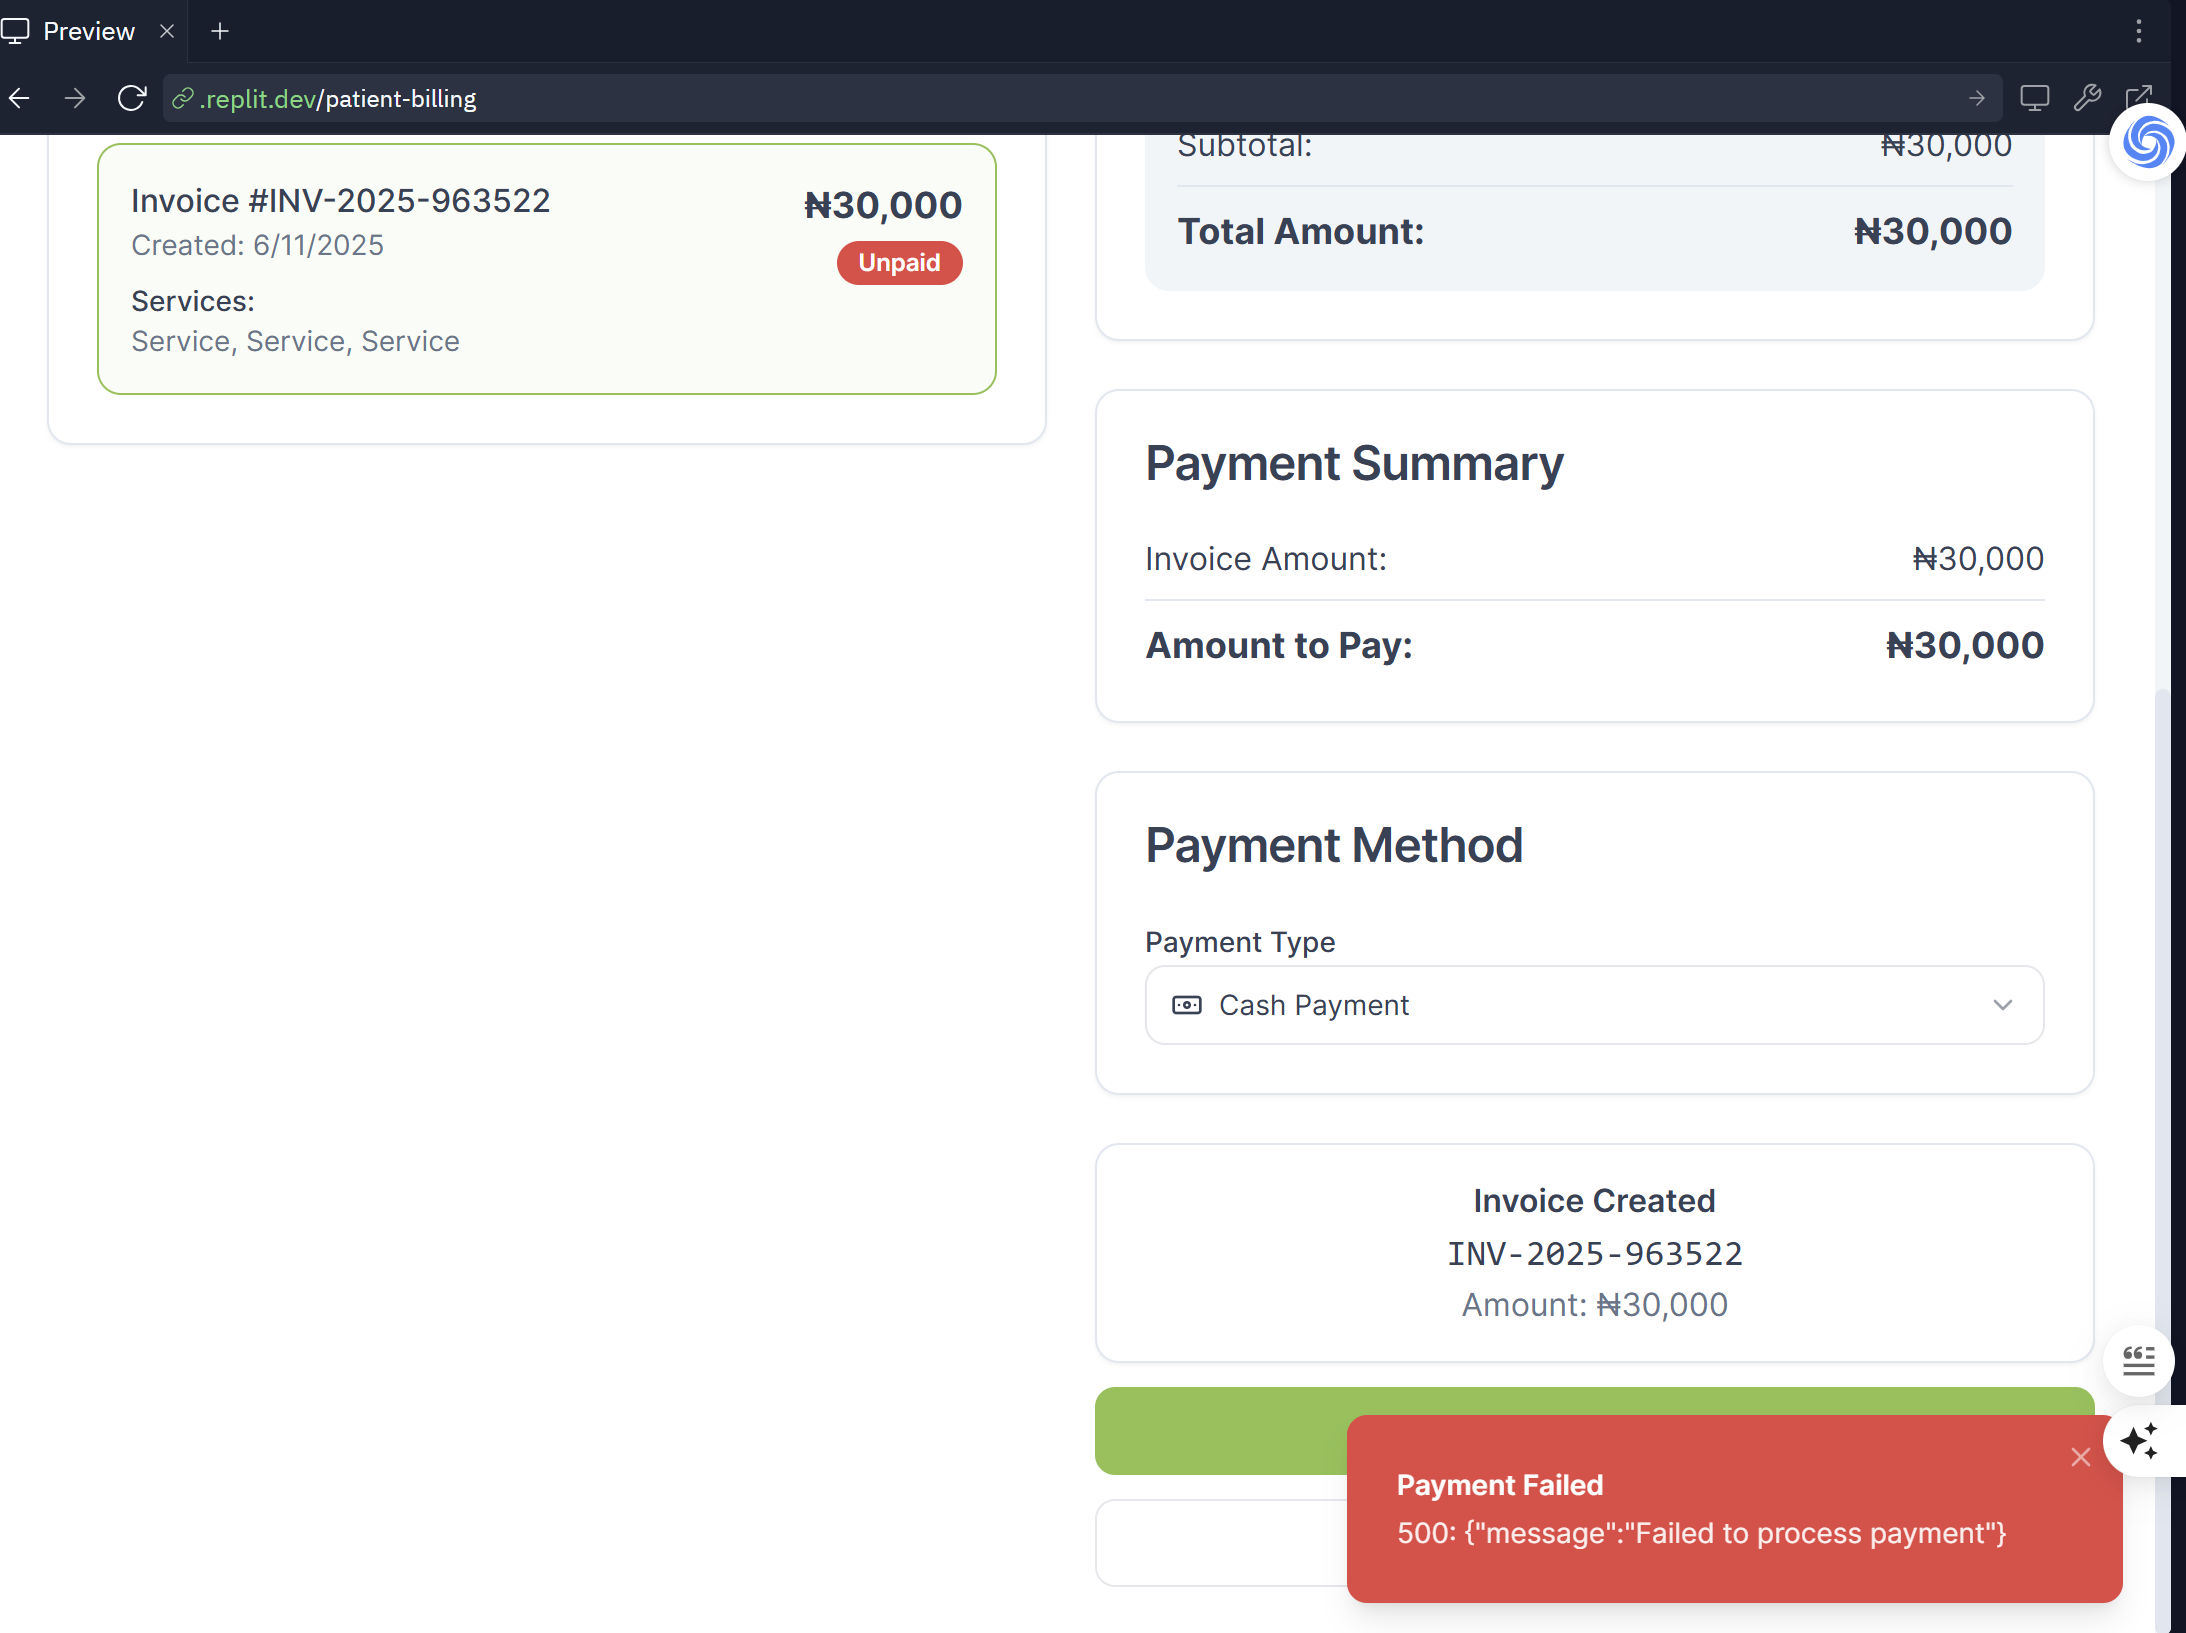 Preview
.replit.dev/patient-billing
Invoice #INV-2025-963522
₦30,000
Created: 6/11/2025
Unpaid
Services:
Service, Service, Service
Subtotal:
₦30,000
Total Amount:
₦30,000
Payment Summary
Invoice Amount:
₦30,000
Amount to Pay:
₦30,000
Payment Method
Payment Type
Cash Payment
Invoice Created
INV-2025-963522
Amount: ₦30,000
Payment Failed
500: {"message":"Failed to process payment"}